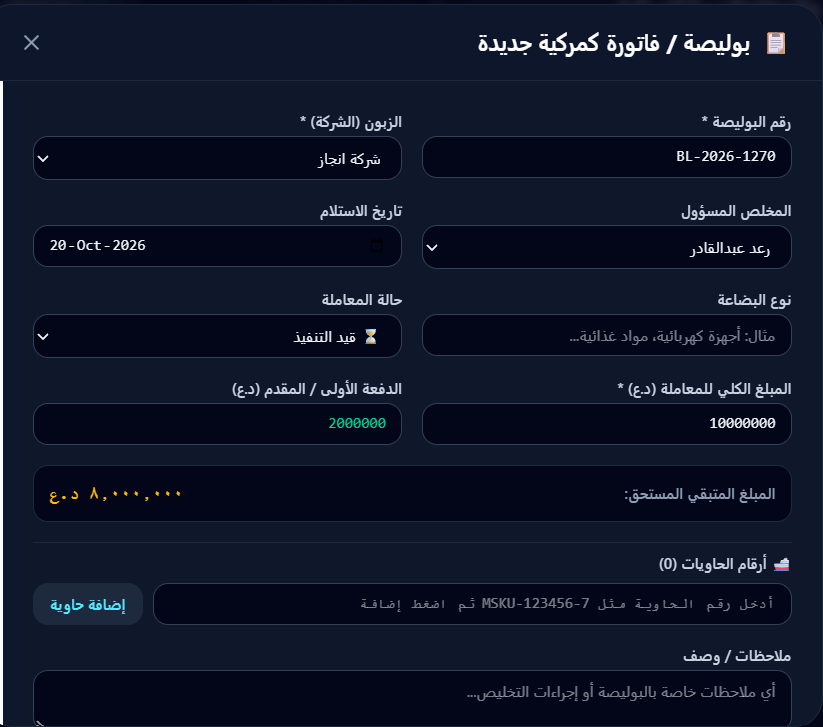 📋 بوليصة / فاتورة كمركية جديدة
رقم البوليصة *
BL-2026-1270
الزبون (الشركة) *
شركة انجاز
المخلص المسؤول
رعد عبدالقادر
تاريخ الاستلام
20-Oct-2026
نوع البضاعة
مثال: أجهزة كهربائية، مواد غذائية...
حالة المعاملة
⏳ قيد التنفيذ
المبلغ الكلي للمعاملة (د.ع) *
10000000
الدفعة الأولى / المقدم (د.ع)
2000000
المبلغ المتبقي المستحق:
٨,٠٠٠,٠٠٠ د.ع
🚢 أرقام الحاويات (0)
أدخل رقم الحاوية مثل MSKU-123456-7 ثم اضغط إضافة
إضافة حاوية
ملاحظات / وصف
أي ملاحظات خاصة بالبوليصة أو إجراءات التخليص...